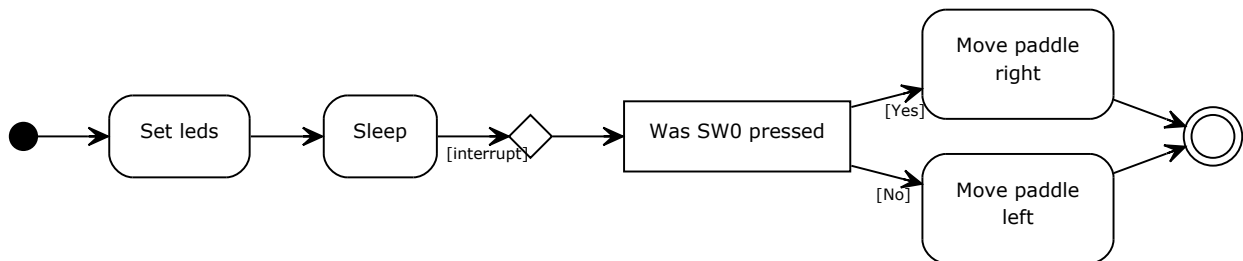 Set leds
Sleep
[interrupt]
Was SW0 pressed
[Yes]
Move paddle
right
[No]
Move paddle
left